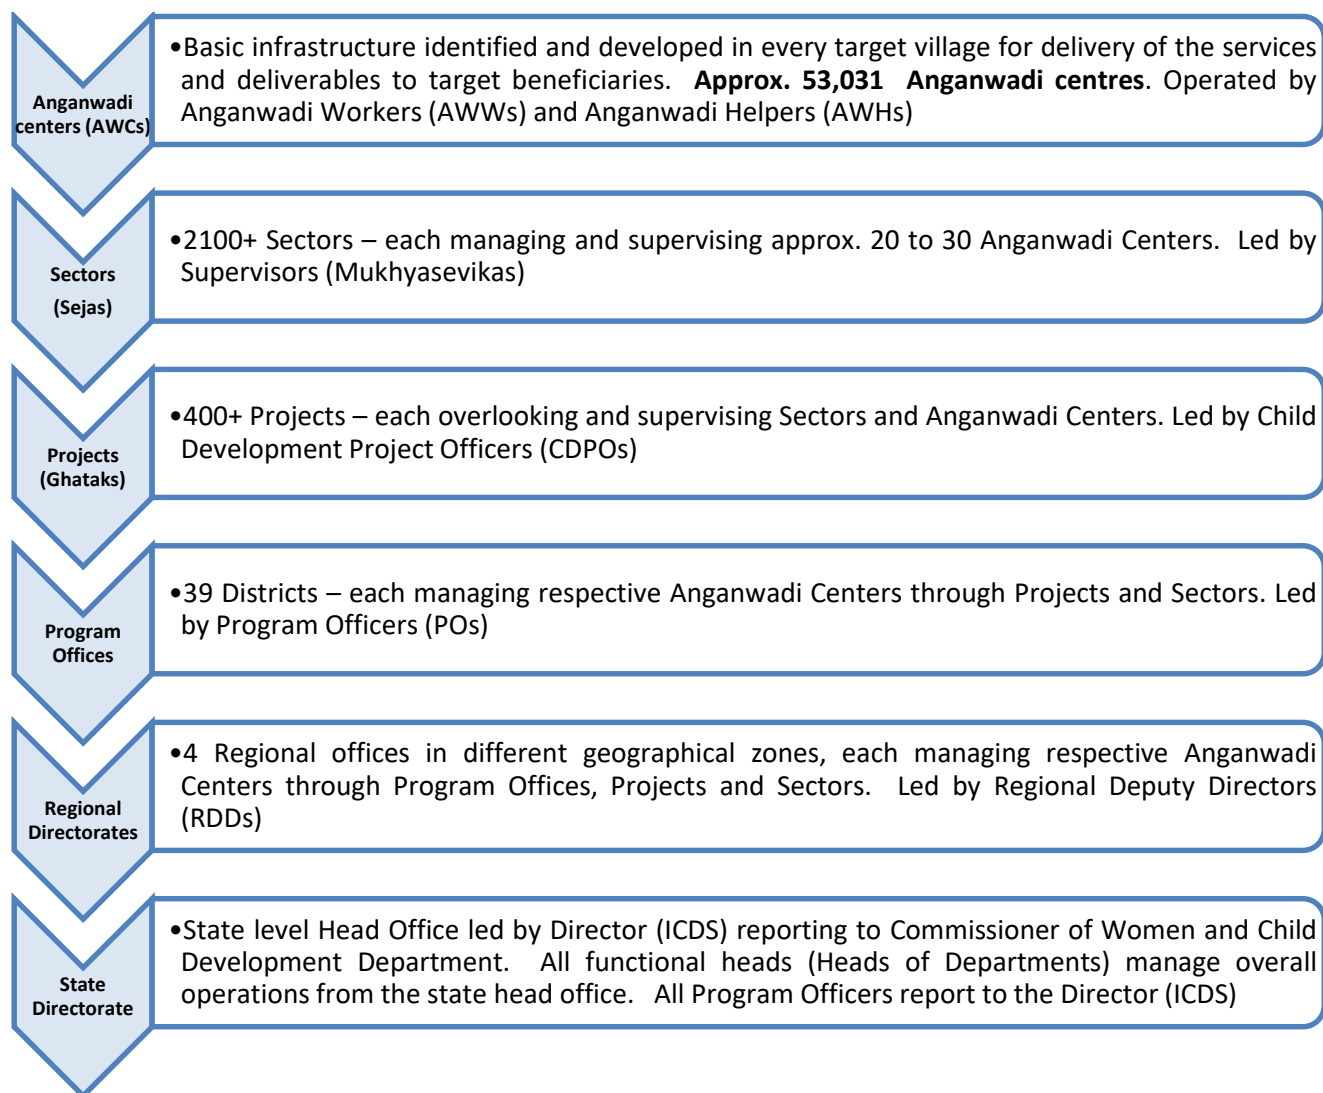 Anganwadi
centers (AWCs)
•Basic infrastructure identified and developed in every target village for delivery of the services
and deliverables to target beneficiaries. Approx. 53,031 Anganwadi centres. Operated by
Anganwadi Workers (AWWs) and Anganwadi Helpers (AWHs)
Sectors
(Sejas)
•2100+ Sectors – each managing and supervising approx. 20 to 30 Anganwadi Centers. Led by
Supervisors (Mukhyasevikas)
Projects
(Ghataks)
•400+ Projects – each overlooking and supervising Sectors and Anganwadi Centers. Led by Child
Development Project Officers (CDPOs)
Program
Offices
•39 Districts – each managing respective Anganwadi Centers through Projects and Sectors. Led
by Program Officers (POs)
Regional
Directorates
•4 Regional offices in different geographical zones, each managing respective Anganwadi
Centers through Program Offices, Projects and Sectors. Led by Regional Deputy Directors
(RDDs)
State
Directorate
•State level Head Office led by Director (ICDS) reporting to Commissioner of Women and Child
Development Department. All functional heads (Heads of Departments) manage overall
operations from the state head office. All Program Officers report to the Director (ICDS)